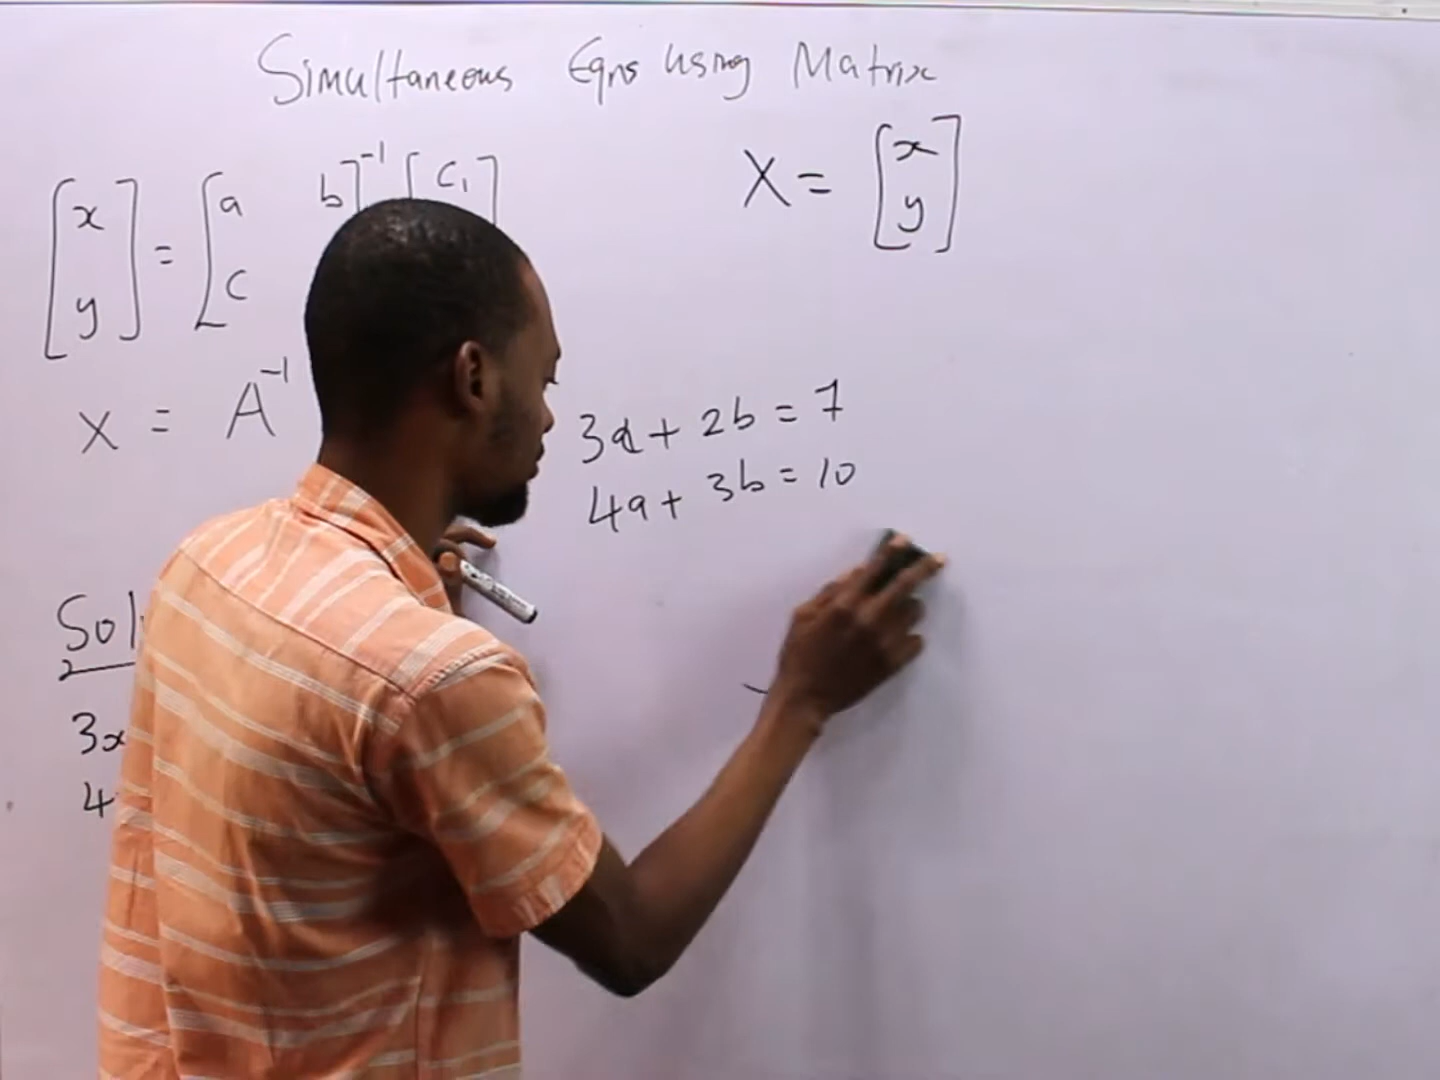 Simultaneous Eqns using Matrix
[x y] = [a b c]⁻¹ [c₁
X = [x y]
X = A⁻¹
3a + 2b = 7
4a + 3b = 10
Sol
3x
4